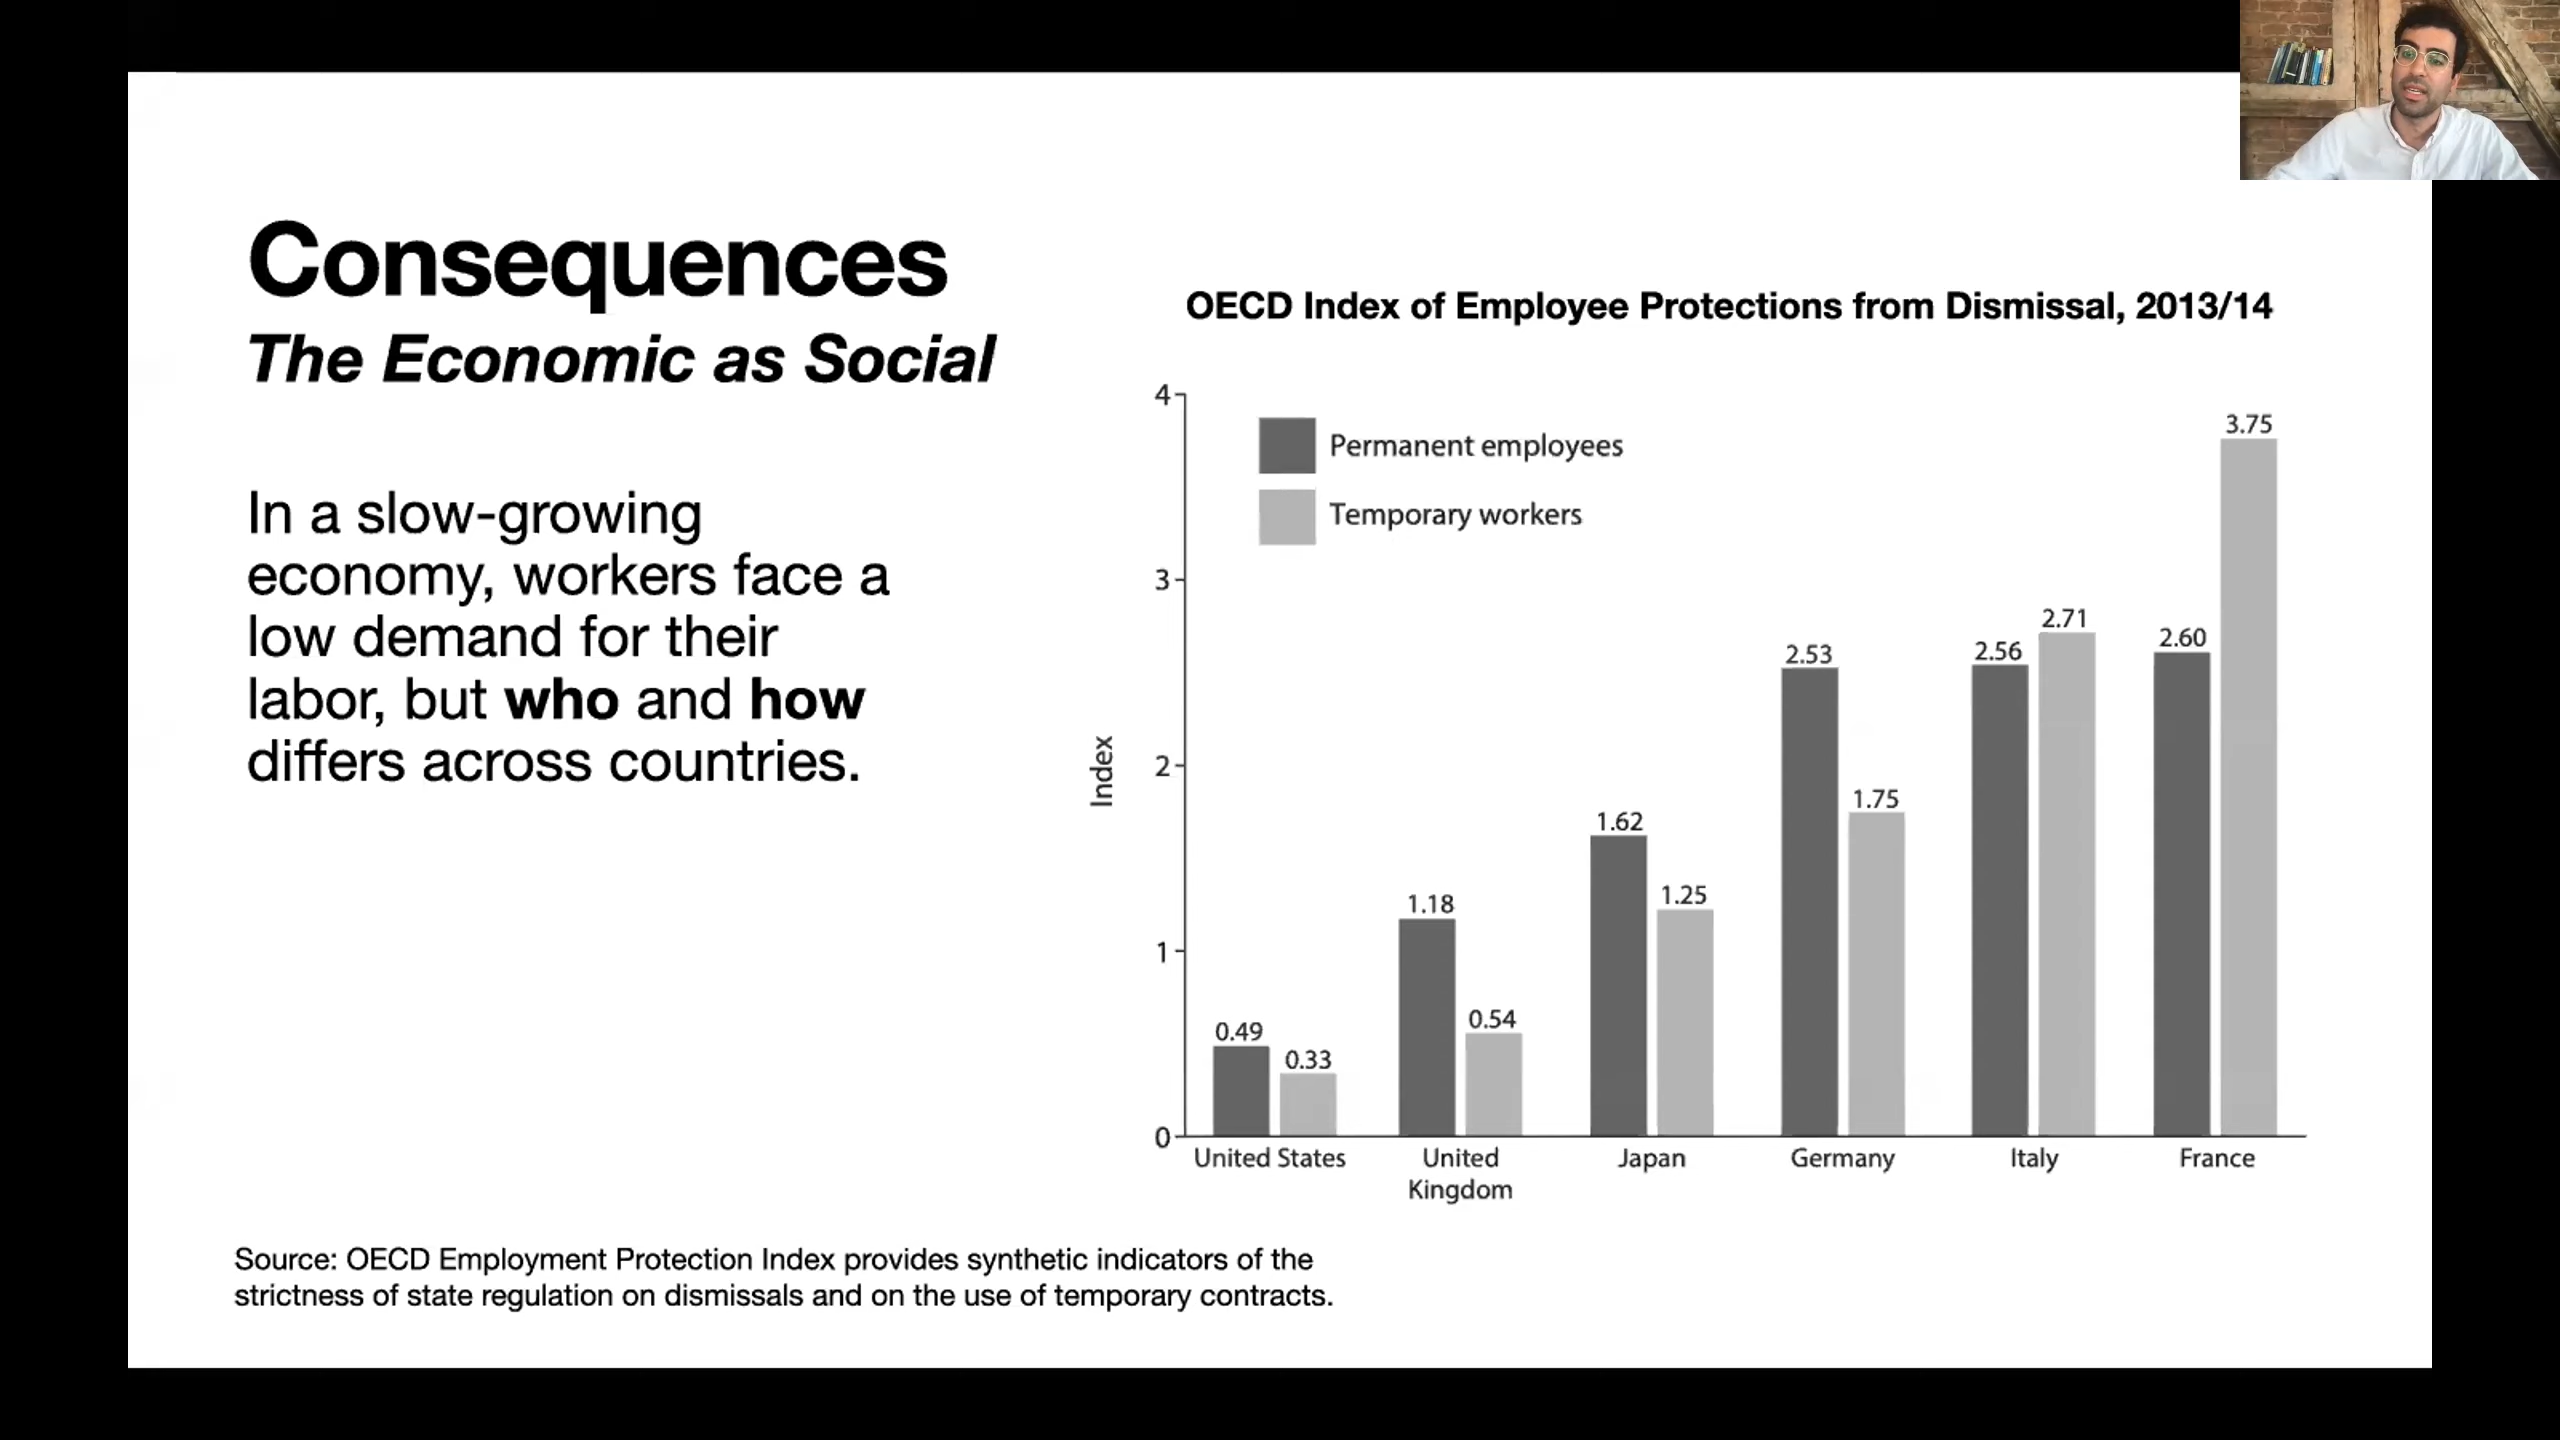 Consequences
The Economic as Social
In a slow-growing
economy, workers face a
low demand for their
labor, but who and how
differs across countries.
OECD Index of Employee Protections from Dismissal, 2013/14
Index
4
3
2
1
0
Permanent employees
Temporary workers
0.49
0.33
1.18
0.54
1.62
1.25
2.53
1.75
2.56
2.71
2.60
3.75
United States
United
Kingdom
Japan
Germany
Italy
France
Source: OECD Employment Protection Index provides synthetic indicators of the
strictness of state regulation on dismissals and on the use of temporary contracts.